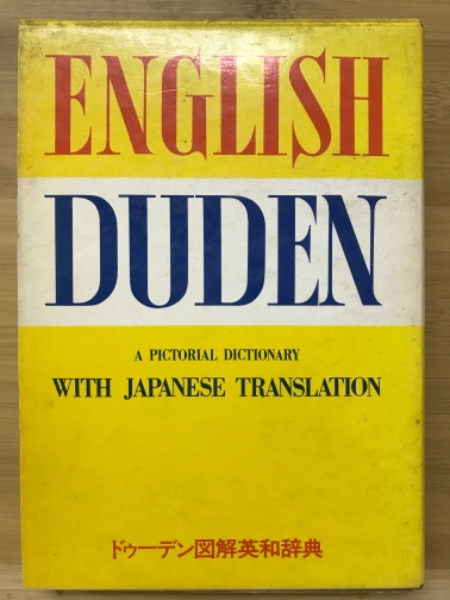 ENGLISH
DUDEN
A PICTORIAL DICTIONARY
WITH JAPANESE TRANSLATION
ドゥーデン図解英和辞典